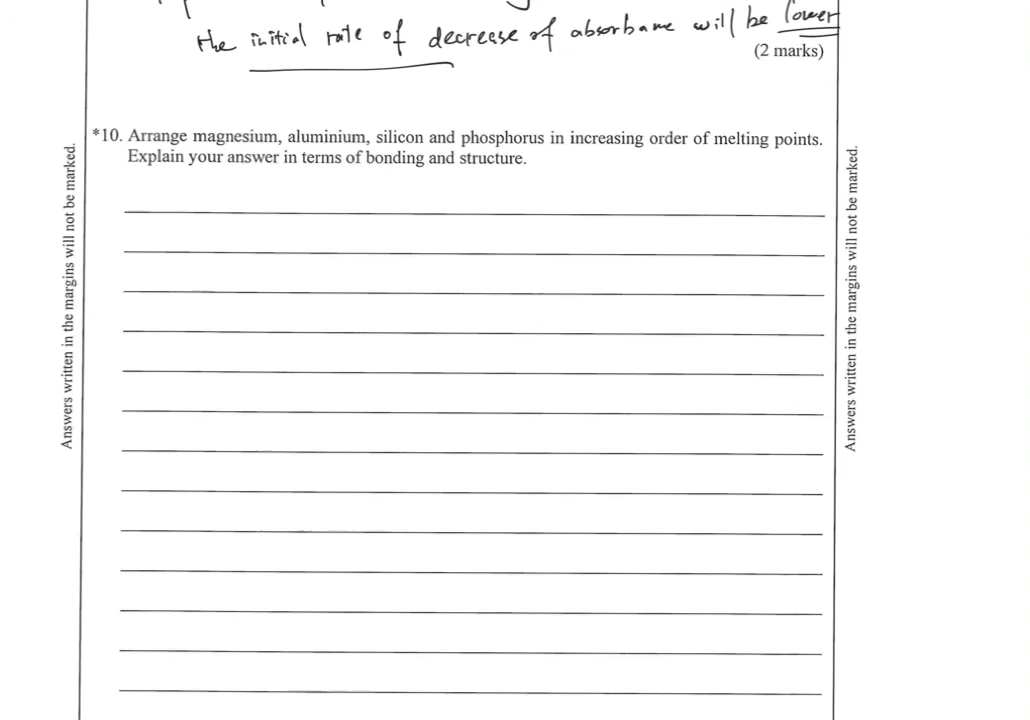 the initial rate of decrease of absorbance will be lower
(2 marks)
*10. Arrange magnesium, aluminium, silicon and phosphorus in increasing order of melting points.
Explain your answer in terms of bonding and structure.
Answers written in the margins will not be marked.
Answers written in the margins will not be marked.